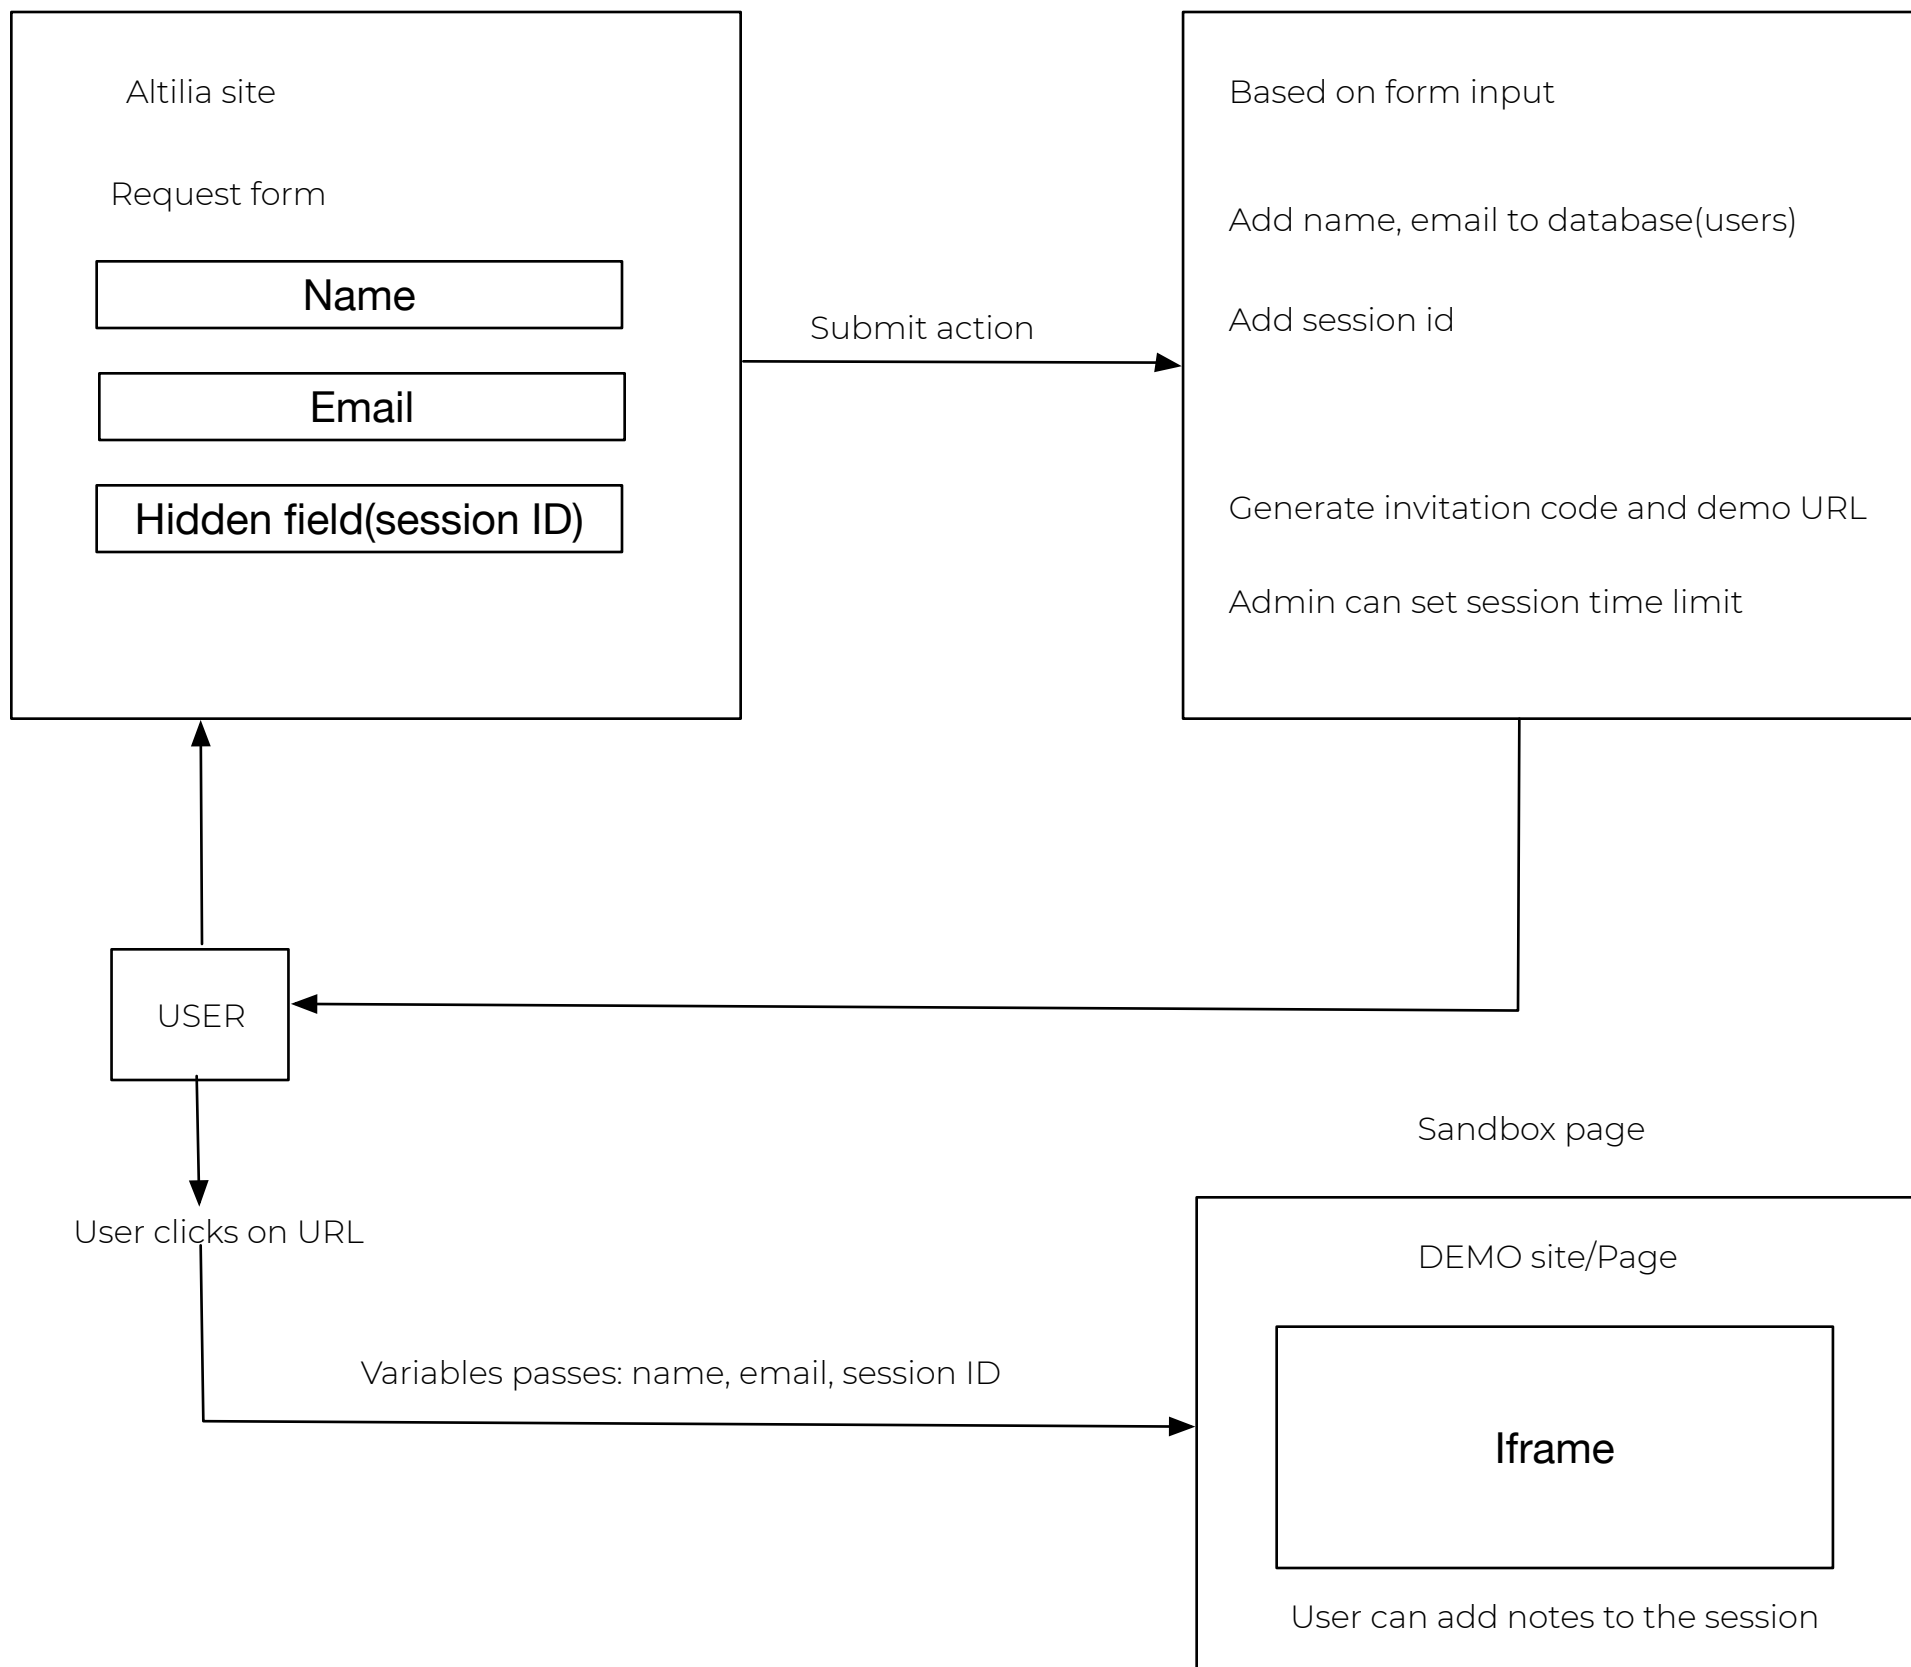 Altilia site
Request form
Name
Email
Hidden field(session ID)
Submit action
Based on form input
Add name, email to database(users)
Add session id
Generate invitation code and demo URL
Admin can set session time limit
USER
User clicks on URL
Variables passes: name, email, session ID
Sandbox page
DEMO site/Page
Iframe
User can add notes to the session